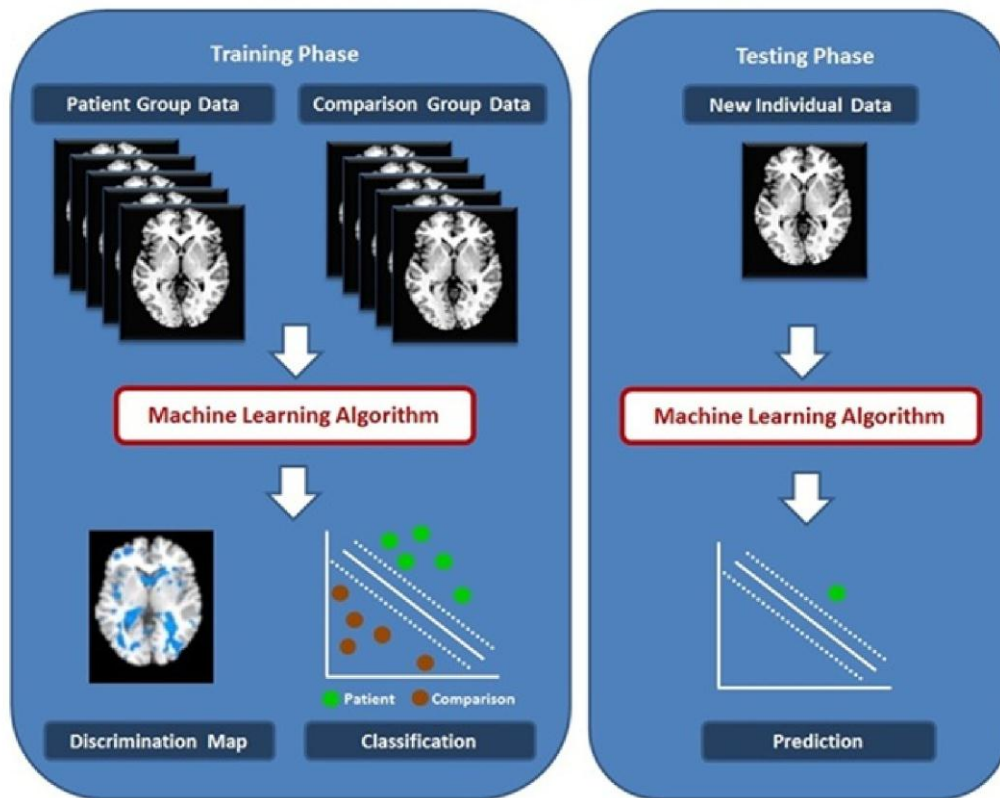 Training Phase
Patient Group Data
Comparison Group Data
Machine Learning Algorithm
Patient
Comparison
Discrimination Map
Classification
Testing Phase
New Individual Data
Machine Learning Algorithm
Prediction